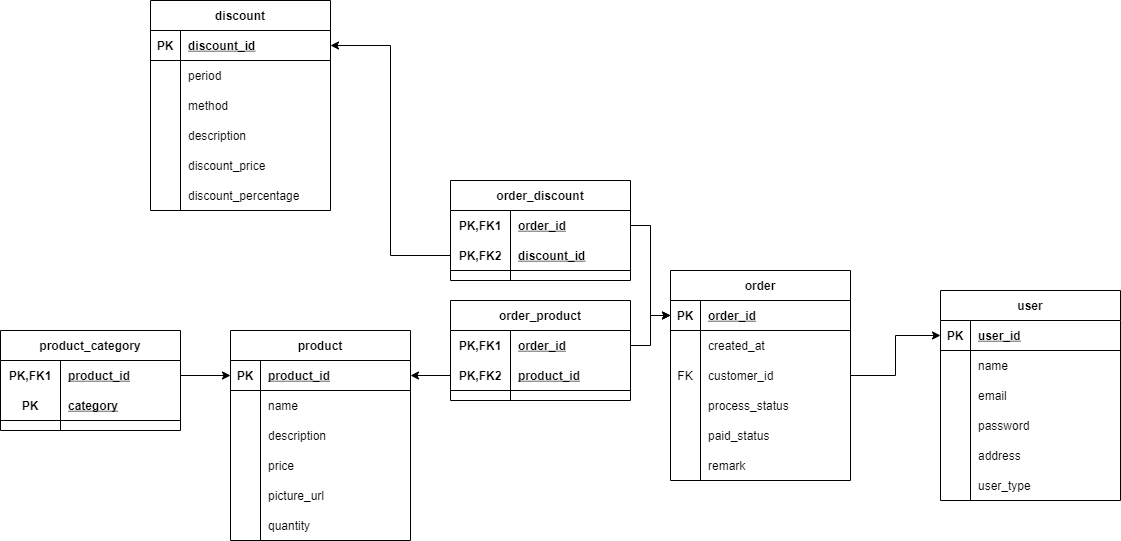 discount
PK discount_id
period
method
description
discount_price
discount_percentage
order_discount
PK,FK1 order_id
PK,FK2 discount_id
order_product
PK,FK1 order_id
PK,FK2 product_id
product_category
PK,FK1 product_id
PK category
product
PK product_id
name
description
price
picture_url
quantity
order
PK order_id
created_at
FK customer_id
process_status
paid_status
remark
user
PK user_id
name
email
password
address
user_type